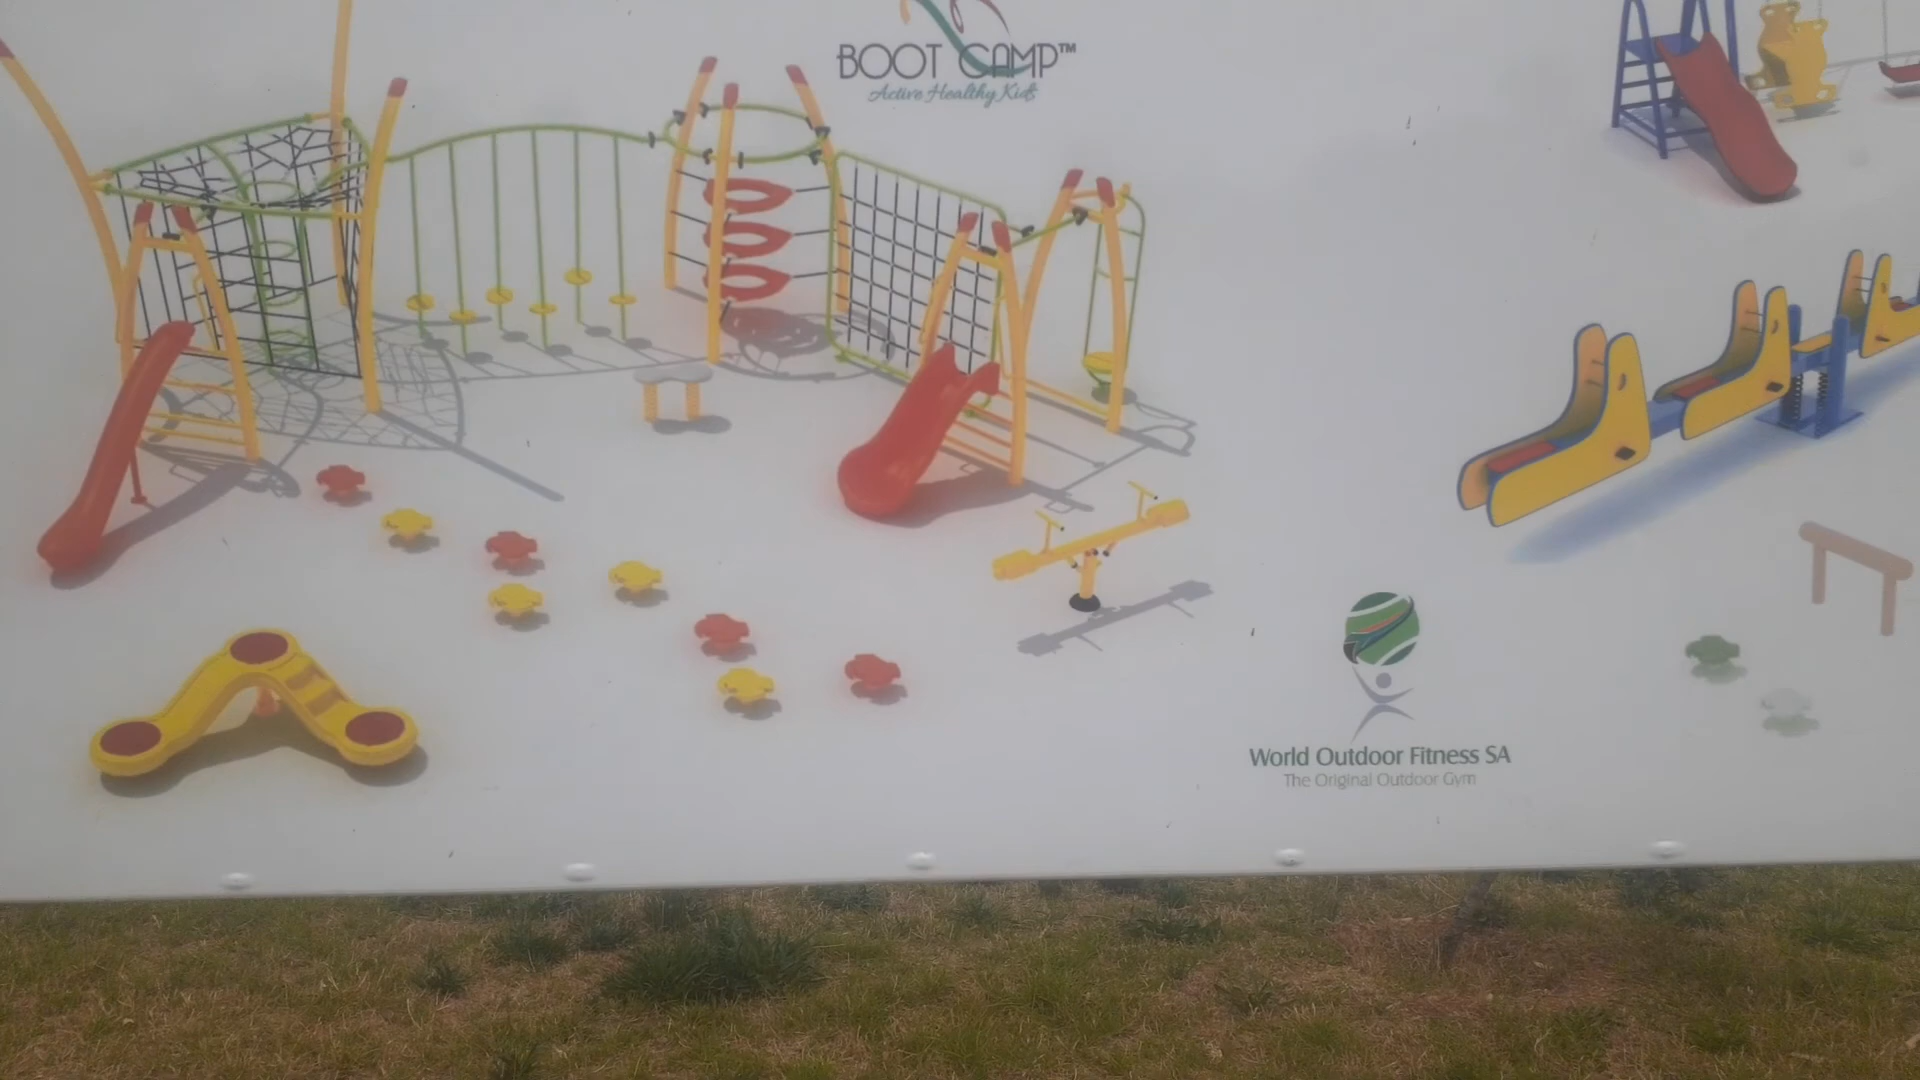 BOOT CAMP™
Active Healthy Kids
World Outdoor Fitness SA
The Original Outdoor Gym